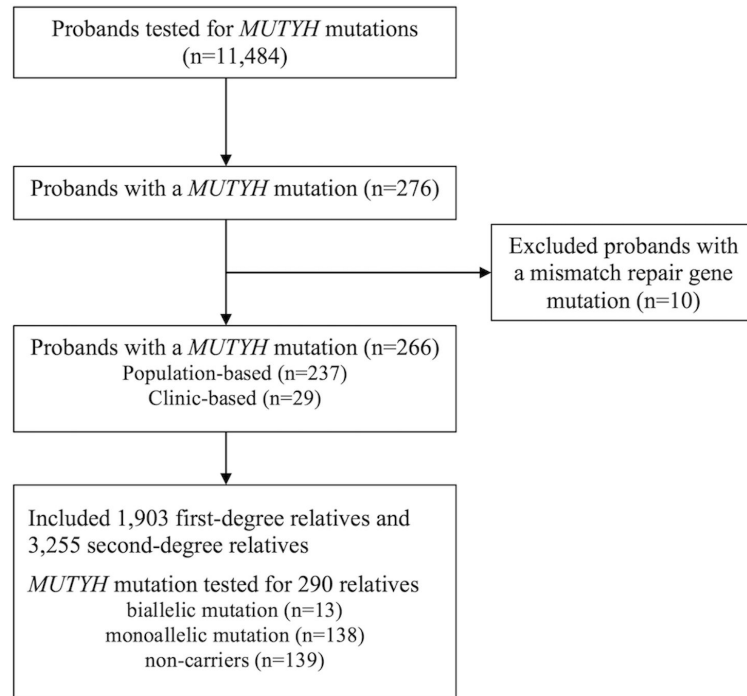 Probands tested for MUTYH mutations
(n=11,484)
Probands with a MUTYH mutation (n=276)
Excluded probands with
a mismatch repair gene
mutation (n=10)
Probands with a MUTYH mutation (n=266)
Population-based (n=237)
Clinic-based (n=29)
Included 1,903 first-degree relatives and
3,255 second-degree relatives
MUTYH mutation tested for 290 relatives
biallelic mutation (n=13)
monoallelic mutation (n=138)
non-carriers (n=139)